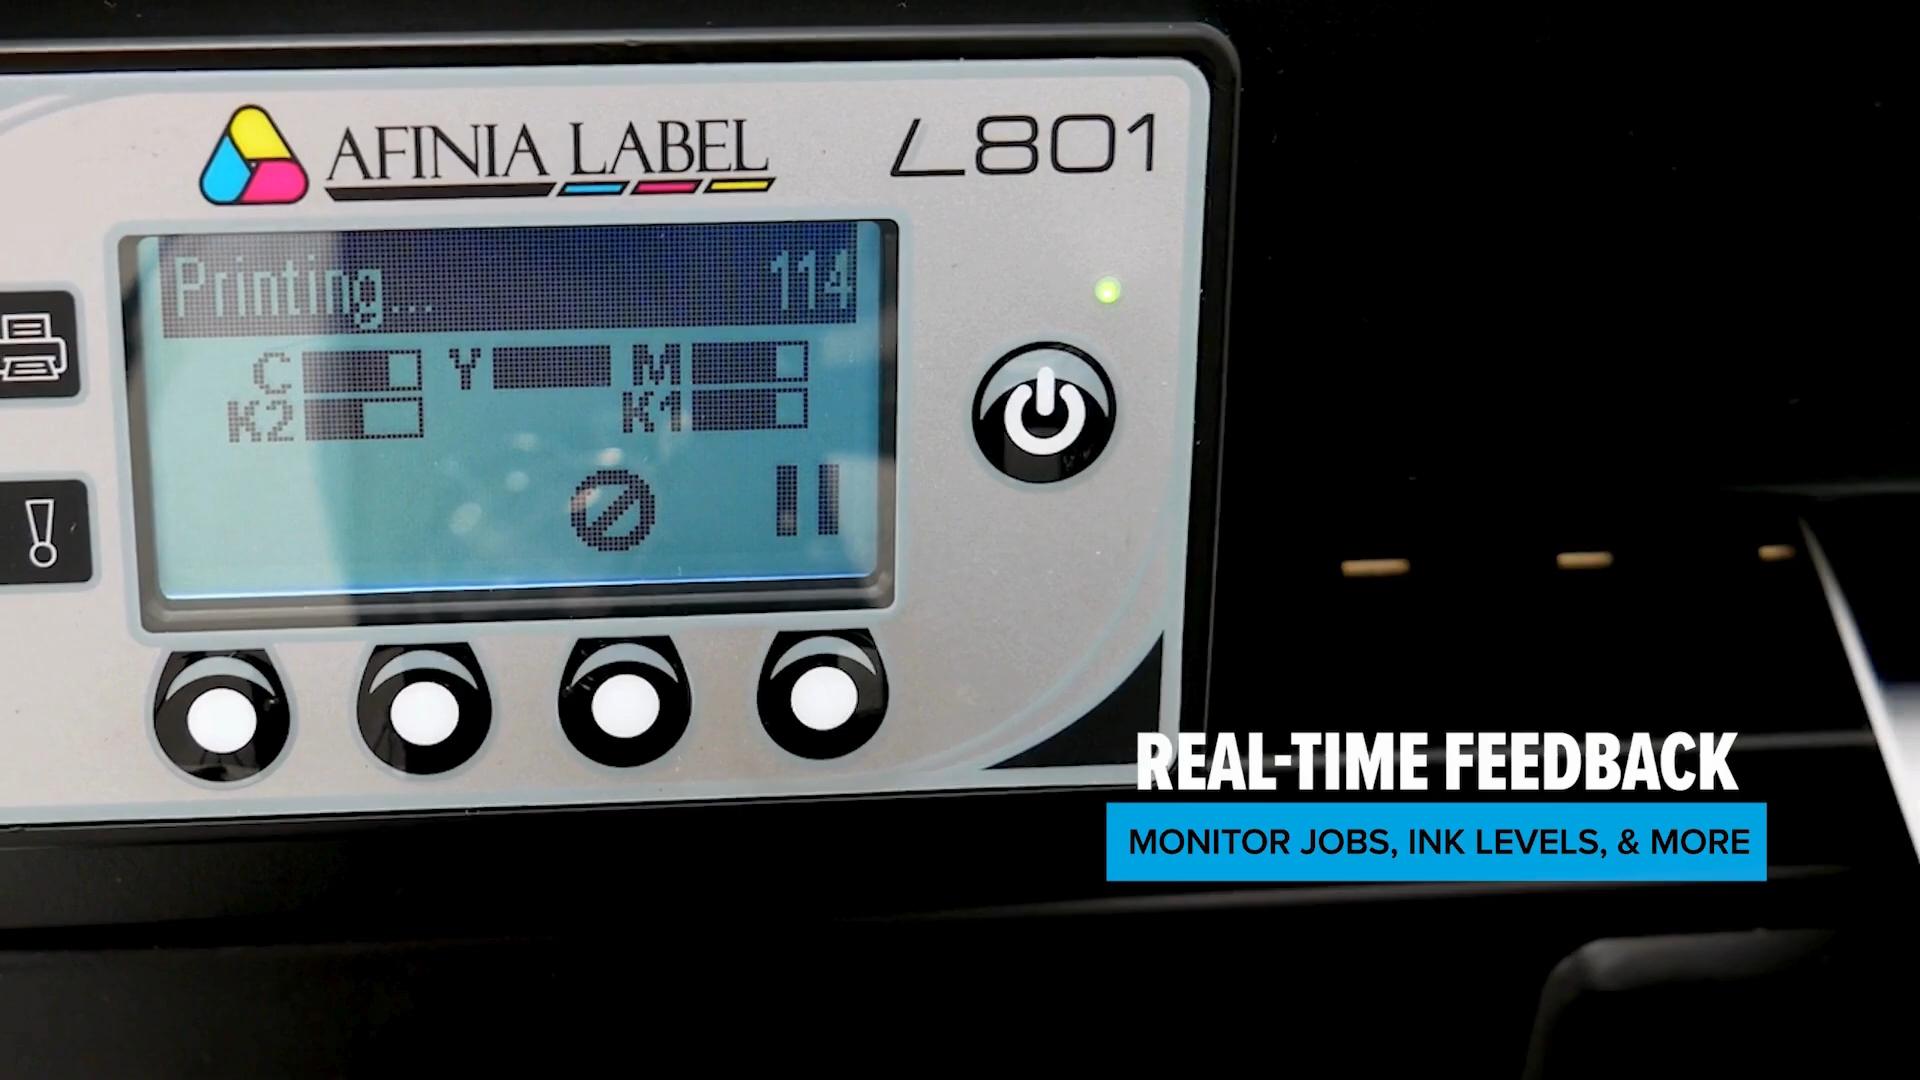 AFINIA LABEL
L801
Printing... 114
C Y M
K2 K1
REAL-TIME FEEDBACK
MONITOR JOBS, INK LEVELS, & MORE